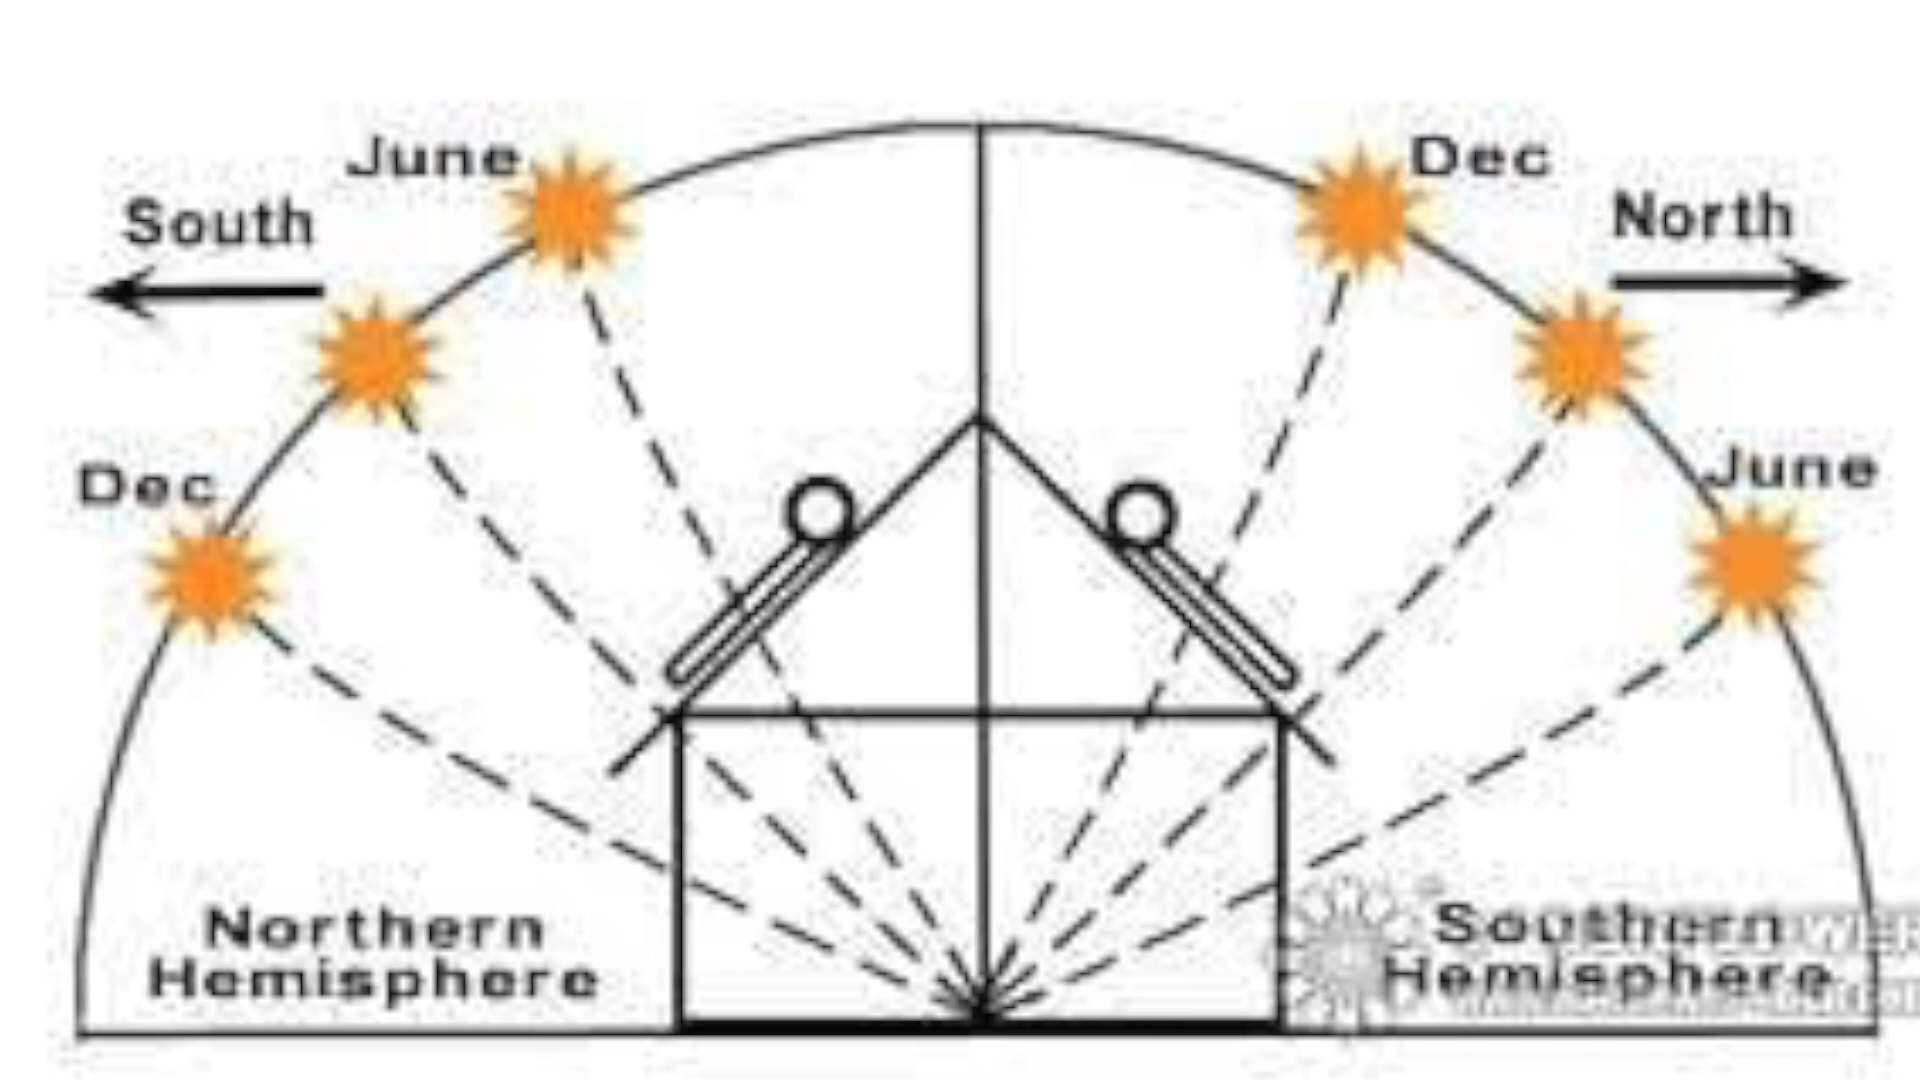 June
Dec
South
North
Dec
June
Northern
Hemisphere
Southern
Hemisphere